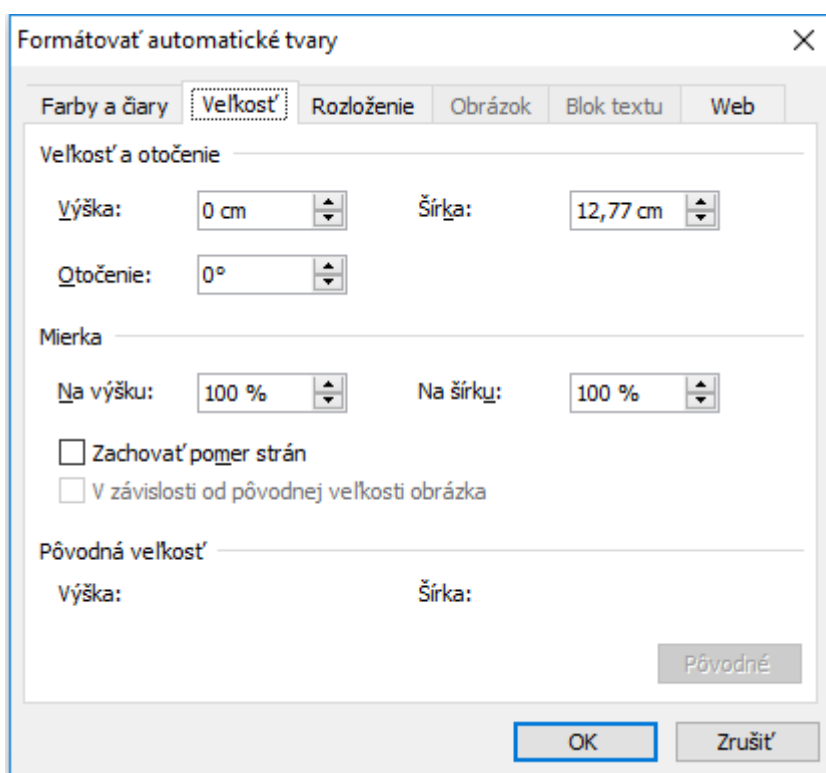 Formátovať automatické tvary
Farby a čiary Veľkosť Rozloženie Obrázok Blok textu Web
Veľkosť a otočenie
Výška: 0 cm Šírka: 12,77 cm
Otočenie: 0°
Mierka
Na výšku: 100 % Na šírku: 100 %
Zachovať pomer strán
V závislosti od pôvodnej veľkosti obrázka
Pôvodná veľkosť
Výška: Šírka:
Pôvodné
OK Zrušiť